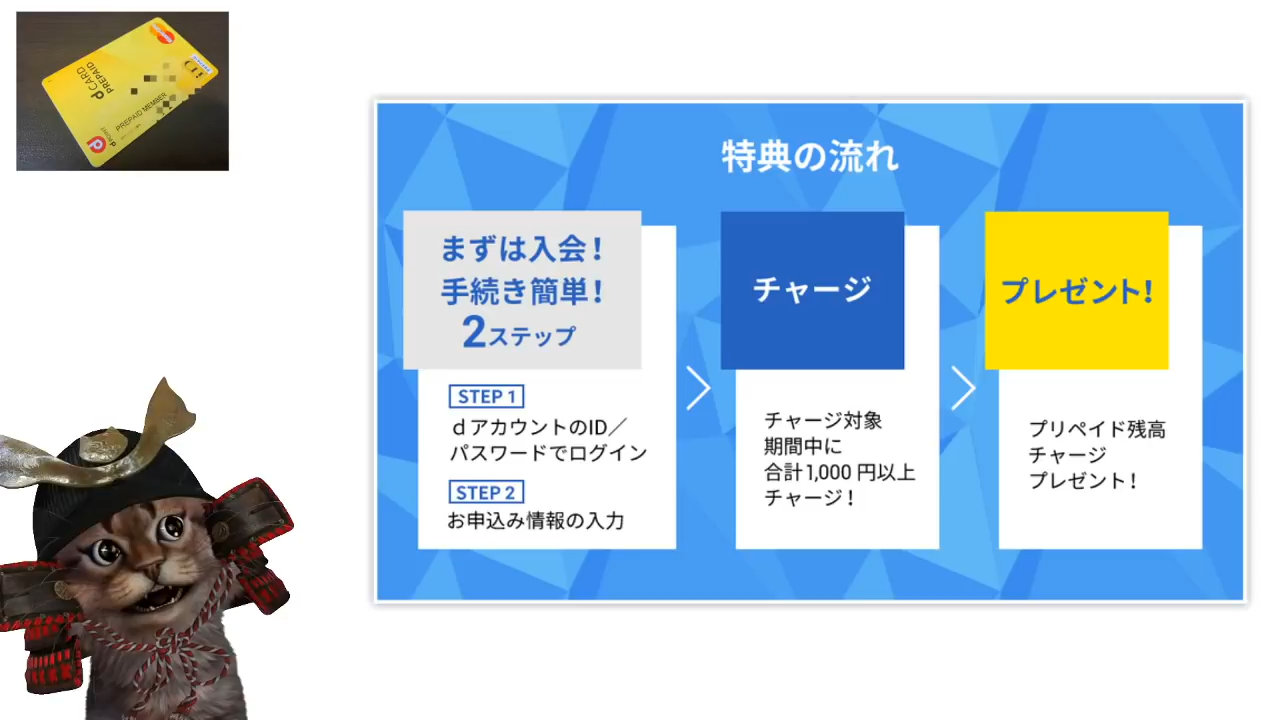 d CARD
PREPAID
PREPAID MEMBER
特典の流れ
まずは入会！
手続き簡単！
2ステップ
STEP 1
dアカウントのID／
パスワードでログイン
STEP 2
お申込み情報の入力
チャージ
チャージ対象
期間中に
合計1,000 円以上
チャージ！
プレゼント！
プリペイド残高
チャージ
プレゼント！